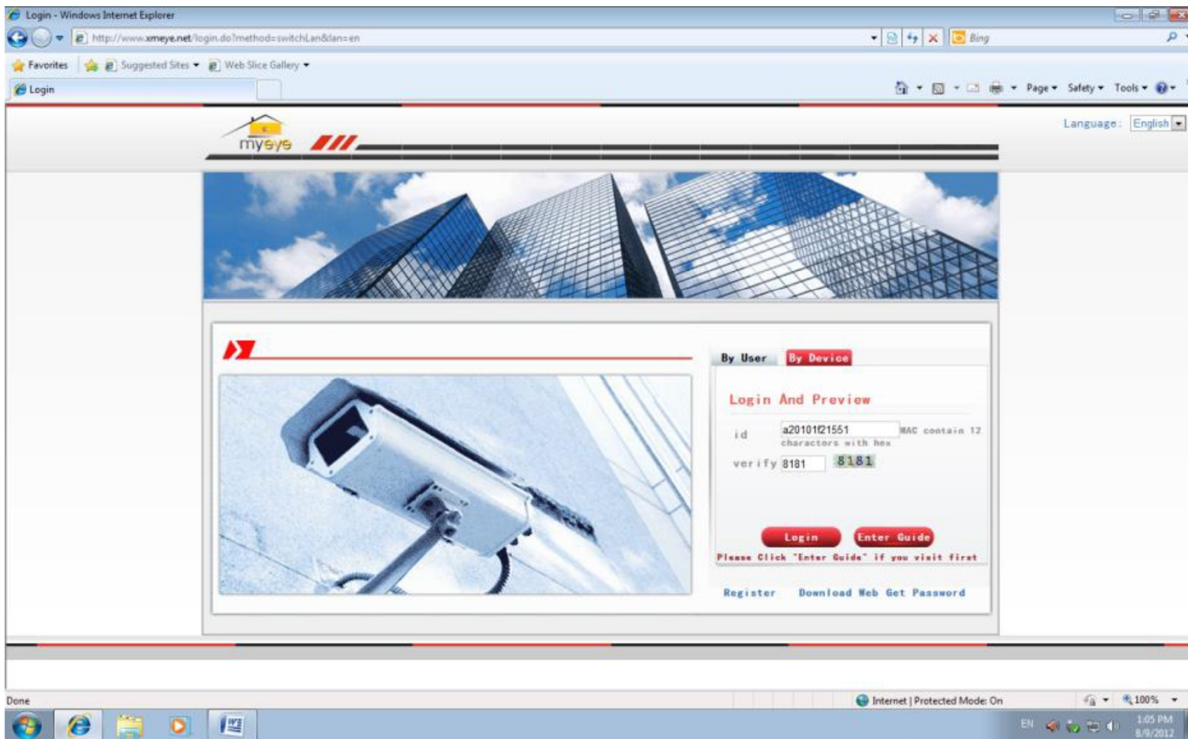 Login - Windows Internet Explorer
http://www.xmeye.net/login.do?method=switchLan&lan=en
Bing
Favorites Suggested Sites Web Slice Gallery
Login
Page Safety Tools
Language: English
myeye
By User By Device
Login And Preview
id a20101f21551 MAC contain 12
charactors with hex
verify 8181 8181
Login Enter Guide
Please Click "Enter Guide" if you visit first
Register Download Web Get Password
Done Internet | Protected Mode: On 100%
EN 1:05 PM
8/9/2012